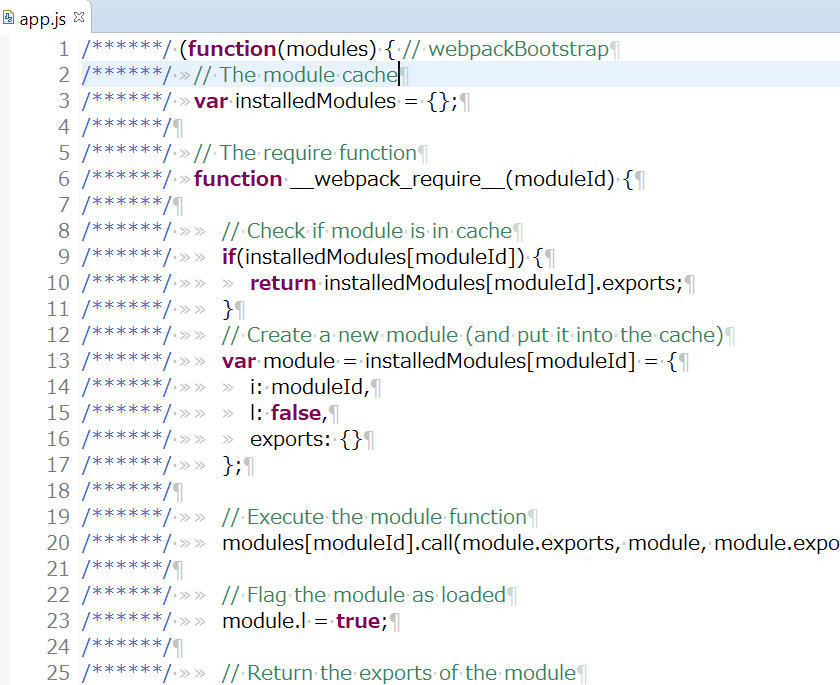 app.js
1 /******/ (function(modules) { // webpackBootstrap
2 /******/ // The module cache
3 /******/ var installedModules = {};
4 /******/
5 /******/ // The require function
6 /******/ function __webpack_require__(moduleId) {
7 /******/
8 /******/ // Check if module is in cache
9 /******/ if(installedModules[moduleId]) {
10 /******/ return installedModules[moduleId].exports;
11 /******/ }
12 /******/ // Create a new module (and put it into the cache)
13 /******/ var module = installedModules[moduleId] = {
14 /******/ i: moduleId,
15 /******/ l: false,
16 /******/ exports: {}
17 /******/ };
18 /******/
19 /******/ // Execute the module function
20 /******/ modules[moduleId].call(module.exports, module, module.expo
21 /******/
22 /******/ // Flag the module as loaded
23 /******/ module.l = true;
24 /******/
25 /******/ // Return the exports of the module